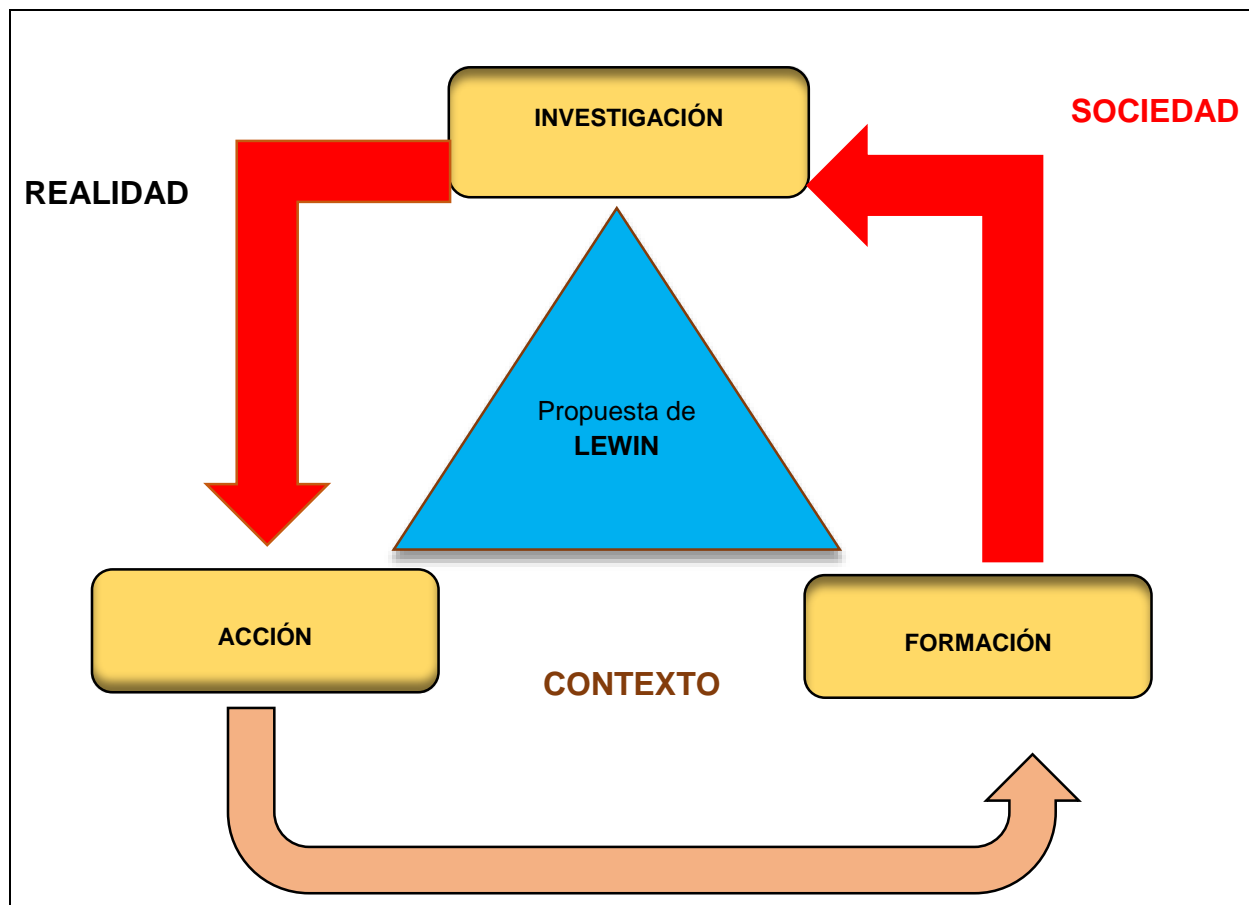 INVESTIGACIÓN
SOCIEDAD
REALIDAD
Propuesta de
LEWIN
ACCIÓN
FORMACIÓN
CONTEXTO